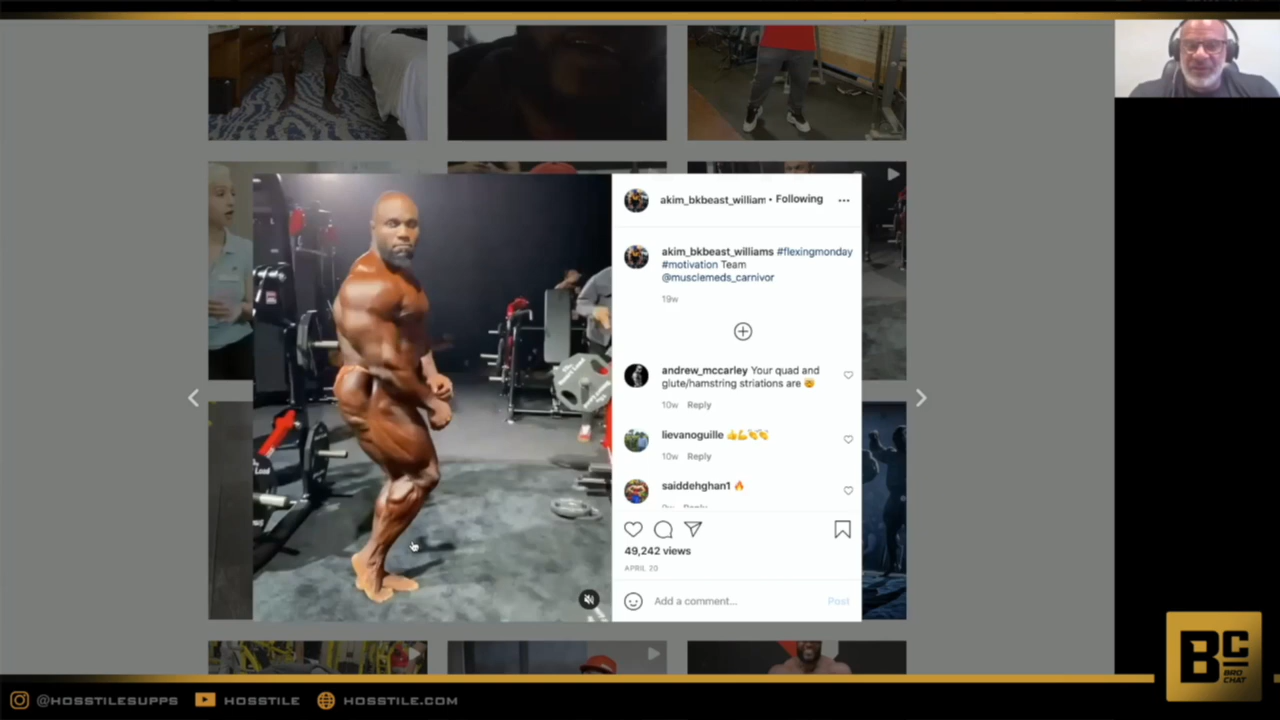 akim_bkbeast_william • Following
akim_bkbeast_williams #flexingmonday
#motivation Team
@musclemeds_carnivor
19w
andrew_mccarley Your quad and
glute/hamstring striations are 🤯
10w Reply
lievanoguille 👍💪👏👏
10w Reply
saiddehghan1 🔥
Reply
49,242 views
APRIL 20
Add a comment...
Post
BC
BRO
CHAT
@HOSSTILESUPPS
HOSSTILE
HOSSTILE.COM